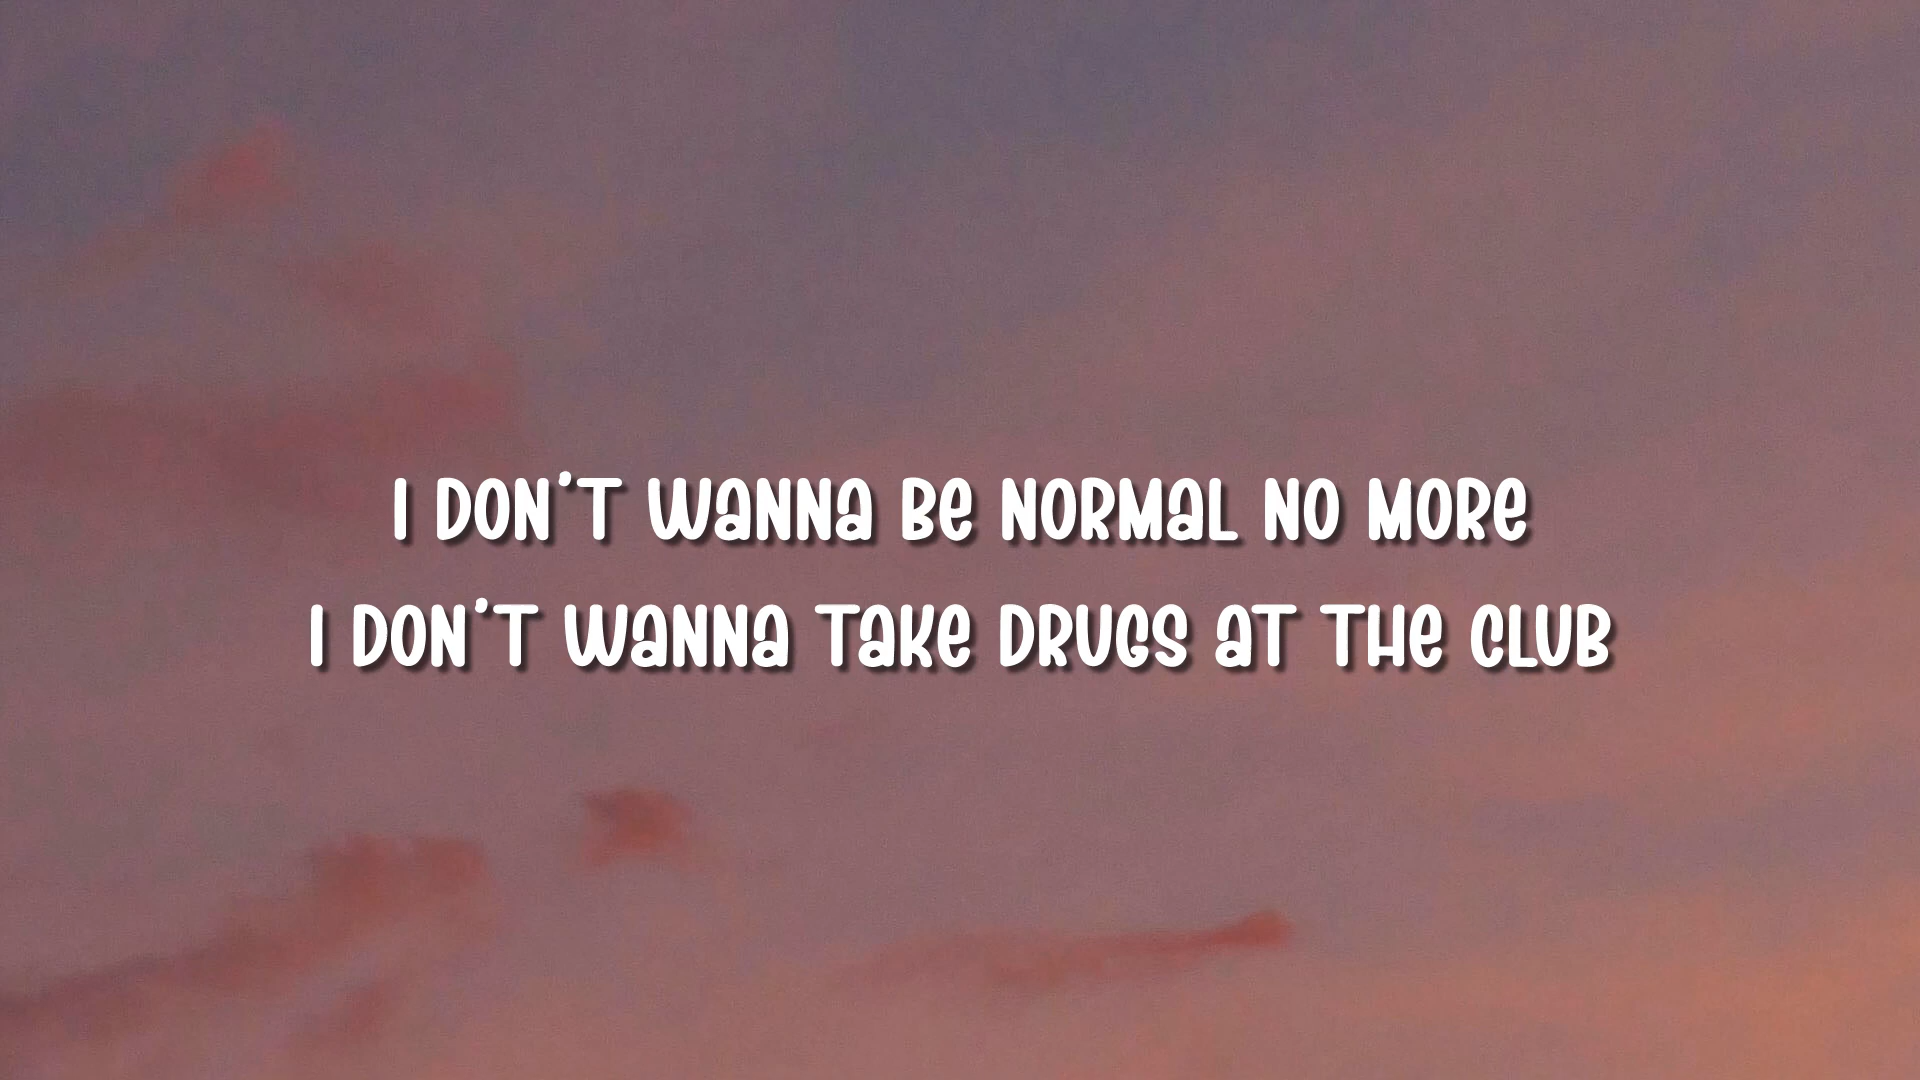 I DON'T WANNA BE NORMAL NO MORE
I DON'T WANNA TAKE DRUGS AT THE CLUB